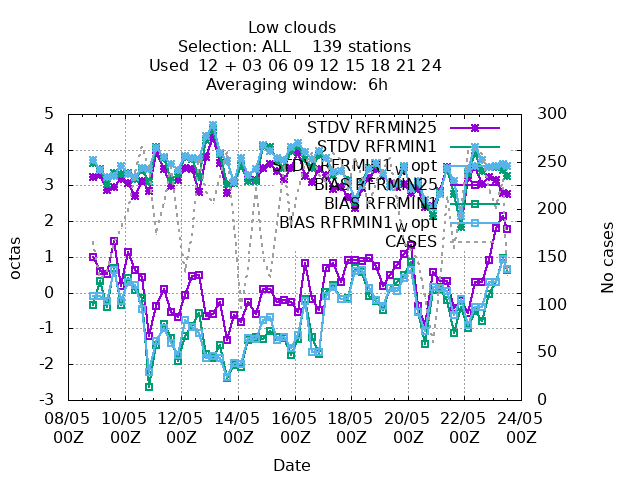 Low clouds
Selection: ALL    139 stations
Used  12 + 03 06 09 12 15 18 21 24
Averaging window:  6h
STDV RFRMIN25
STDV RFRMIN1
STDV RFRMIN1_w_opt
BIAS RFRMIN25
BIAS RFRMIN1
BIAS RFRMIN1_w_opt
CASES
5
4
3
2
1
0
-1
-2
-3
octas
300
250
200
150
100
50
0
No cases
08/05 10/05 12/05 14/05 16/05 18/05 20/05 22/05 24/05
00Z 00Z 00Z 00Z 00Z 00Z 00Z 00Z 00Z
Date